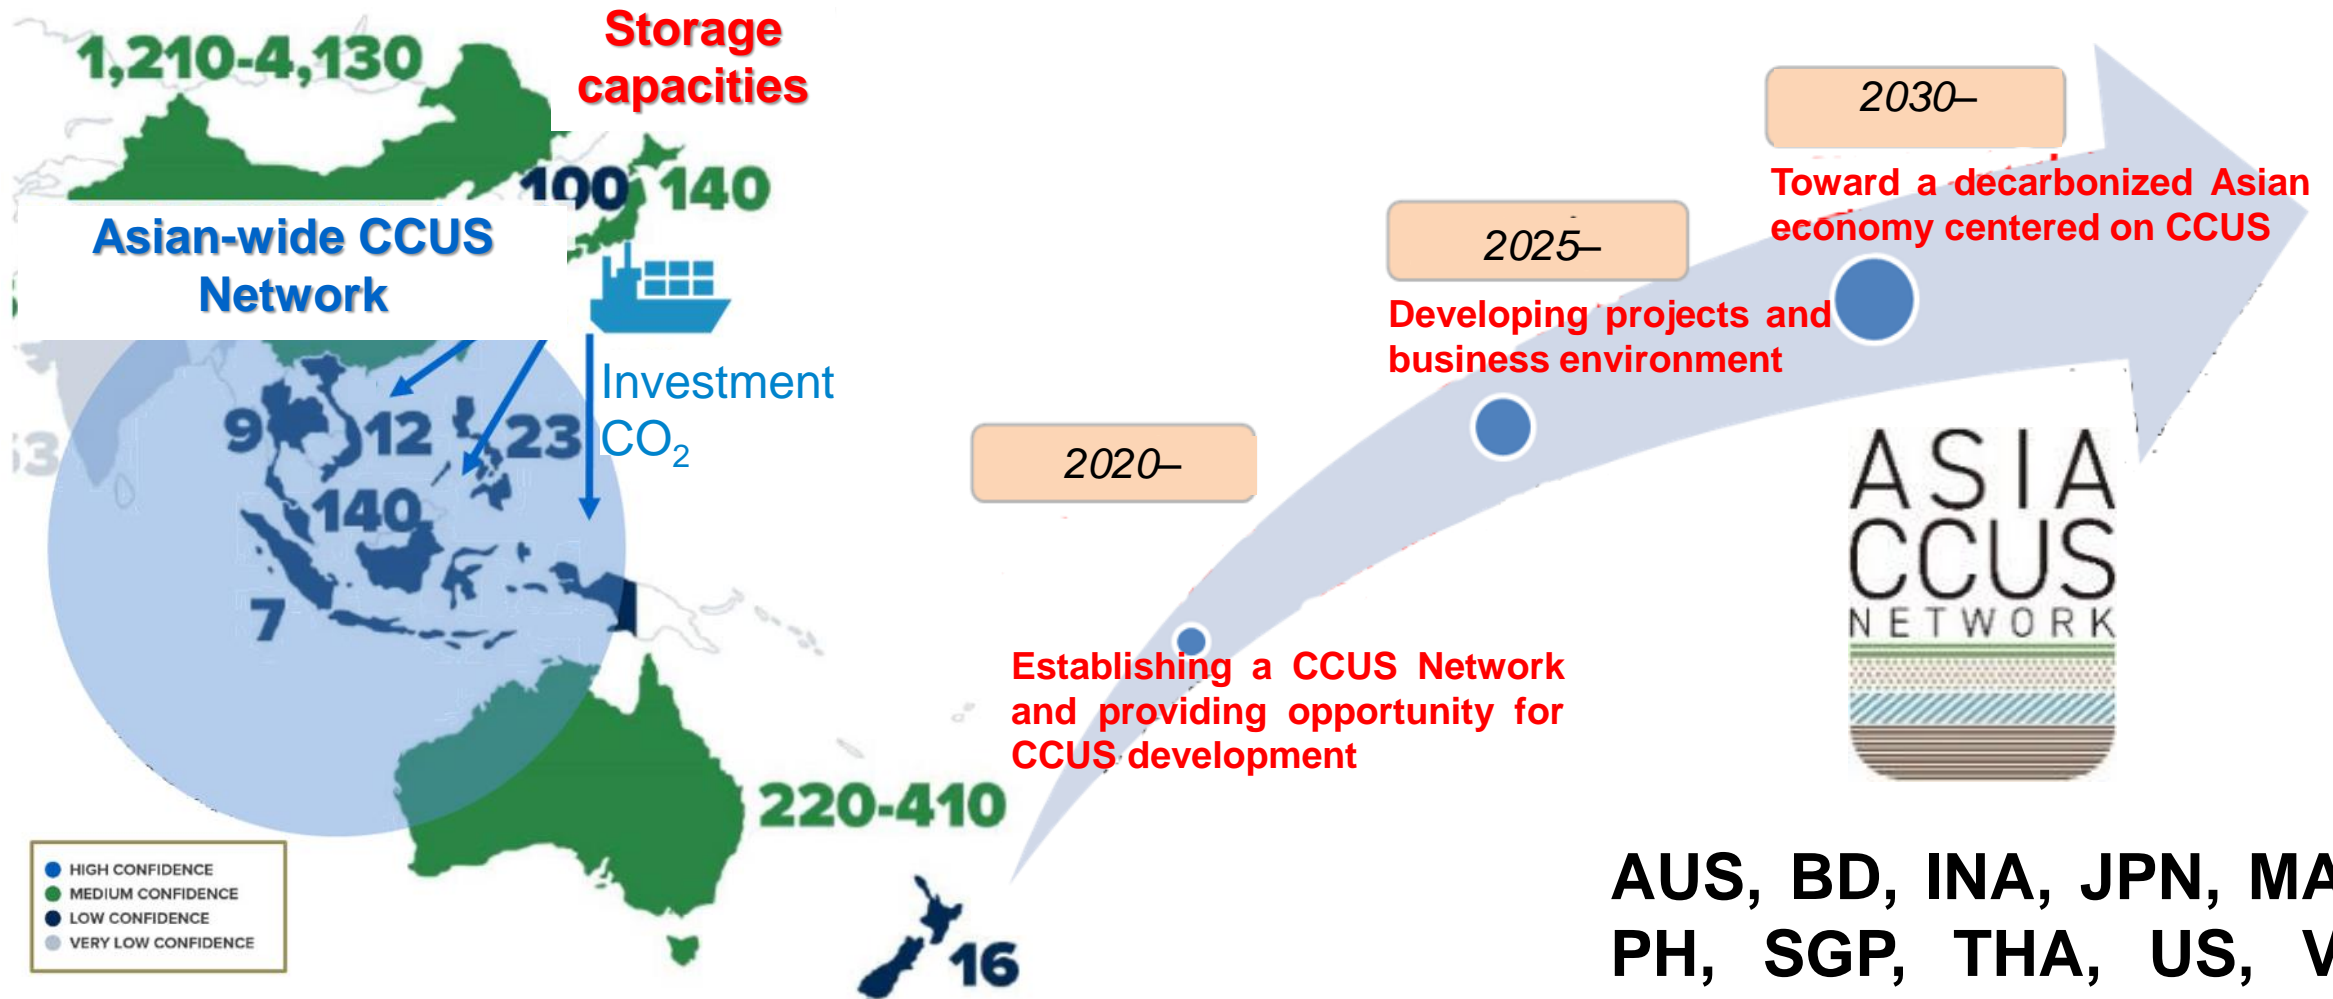 Storage
capacities
1,210-4,130
100
140
Asian-wide CCUS
Network
Investment
CO₂
9
12
23
140
7
220-410
16
HIGH CONFIDENCE
MEDIUM CONFIDENCE
LOW CONFIDENCE
VERY LOW CONFIDENCE
2020–
Establishing a CCUS Network
and providing opportunity for
CCUS development
2025–
Developing projects and
business environment
2030–
Toward a decarbonized Asian
economy centered on CCUS
ASIA
CCUS
NETWORK
AUS, BD, INA, JPN,
PH, SGP, THA, US,